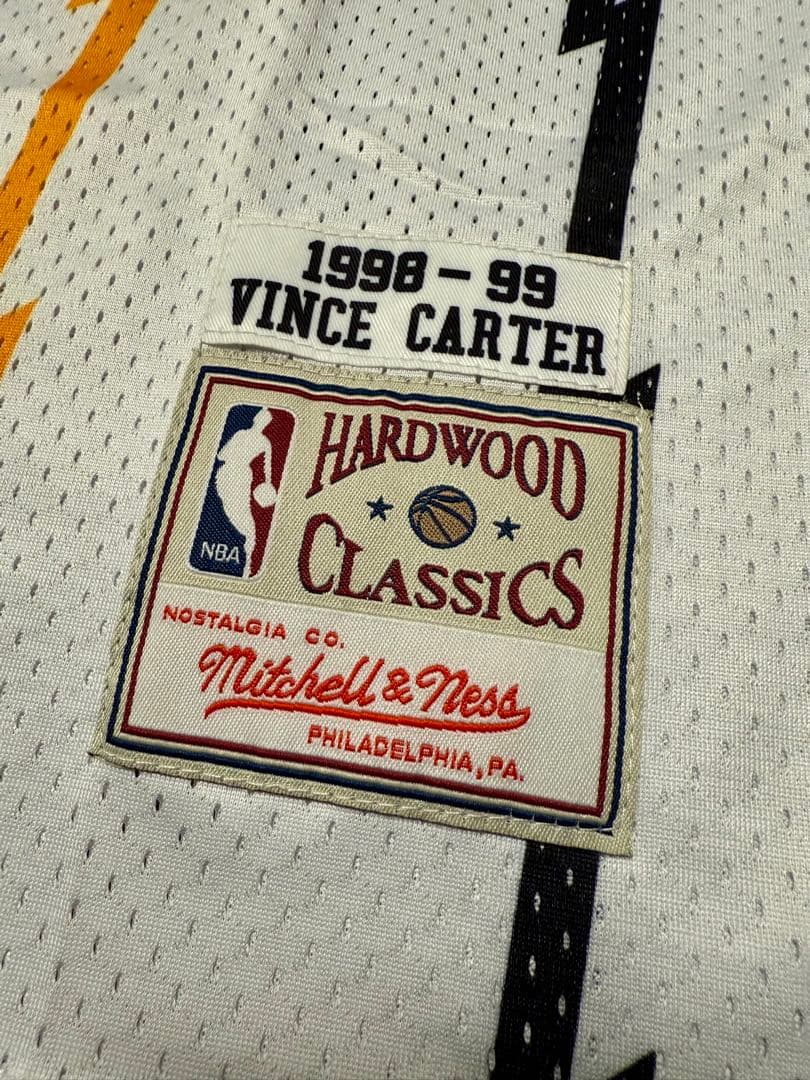 1998 – 99
VINCE CARTER
HARDWOOD
CLASSICS
NBA
NOSTALGIA CO.
Mitchell & Ness
PHILADELPHIA, PA.